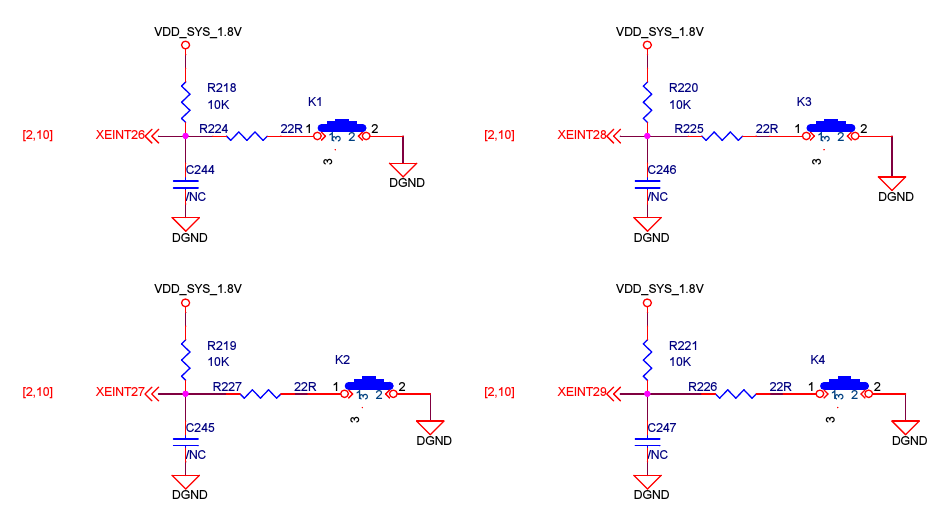 VDD_SYS_1.8V
R218
10K
K1
[2,10]
XEINT26
R224
22R
1
1
3
2
2
3
.
C244
/NC
DGND
DGND
VDD_SYS_1.8V
R220
10K
K3
[2,10]
XEINT28
R225
22R
1
1
3
2
2
3
.
C246
/NC
DGND
DGND
VDD_SYS_1.8V
R219
10K
K2
[2,10]
XEINT27
R227
22R
1
1
3
2
2
3
.
C245
/NC
DGND
DGND
VDD_SYS_1.8V
R221
10K
K4
[2,10]
XEINT29
R226
22R
1
1
3
2
2
3
.
C247
/NC
DGND
DGND